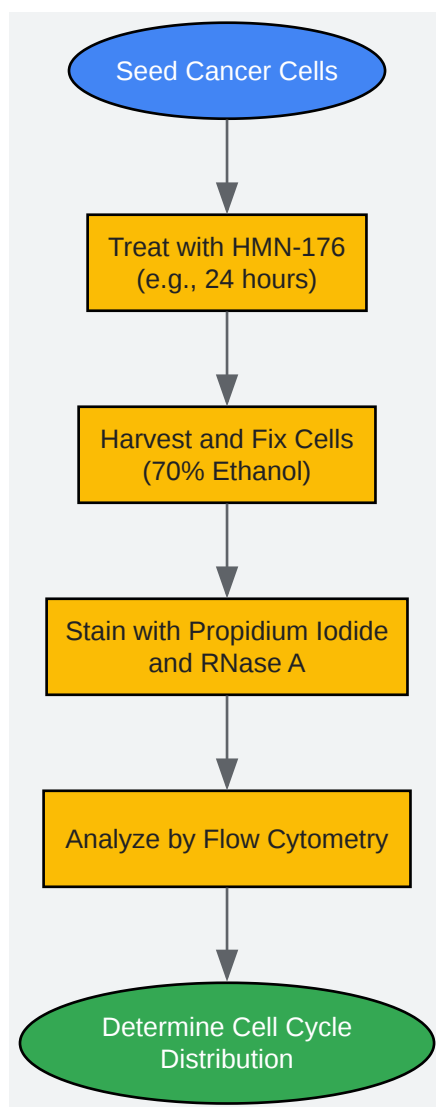 Seed Cancer Cells
Treat with HMN-176
(e.g., 24 hours)
Harvest and Fix Cells
(70% Ethanol)
Stain with Propidium Iodide
and RNase A
Analyze by Flow Cytometry
Determine Cell Cycle
Distribution